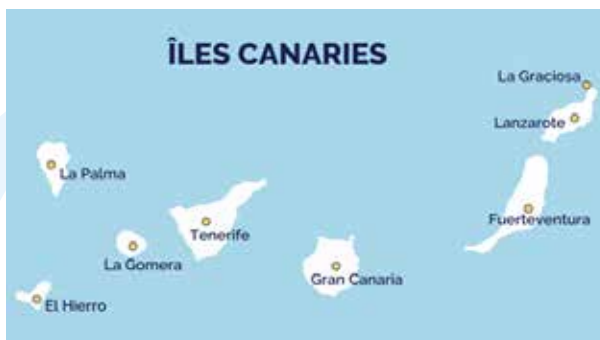 ÎLES CANARIES
La Graciosa
Lanzarote
La Palma
Fuerteventura
Tenerife
La Gomera
Gran Canaria
El Hierro